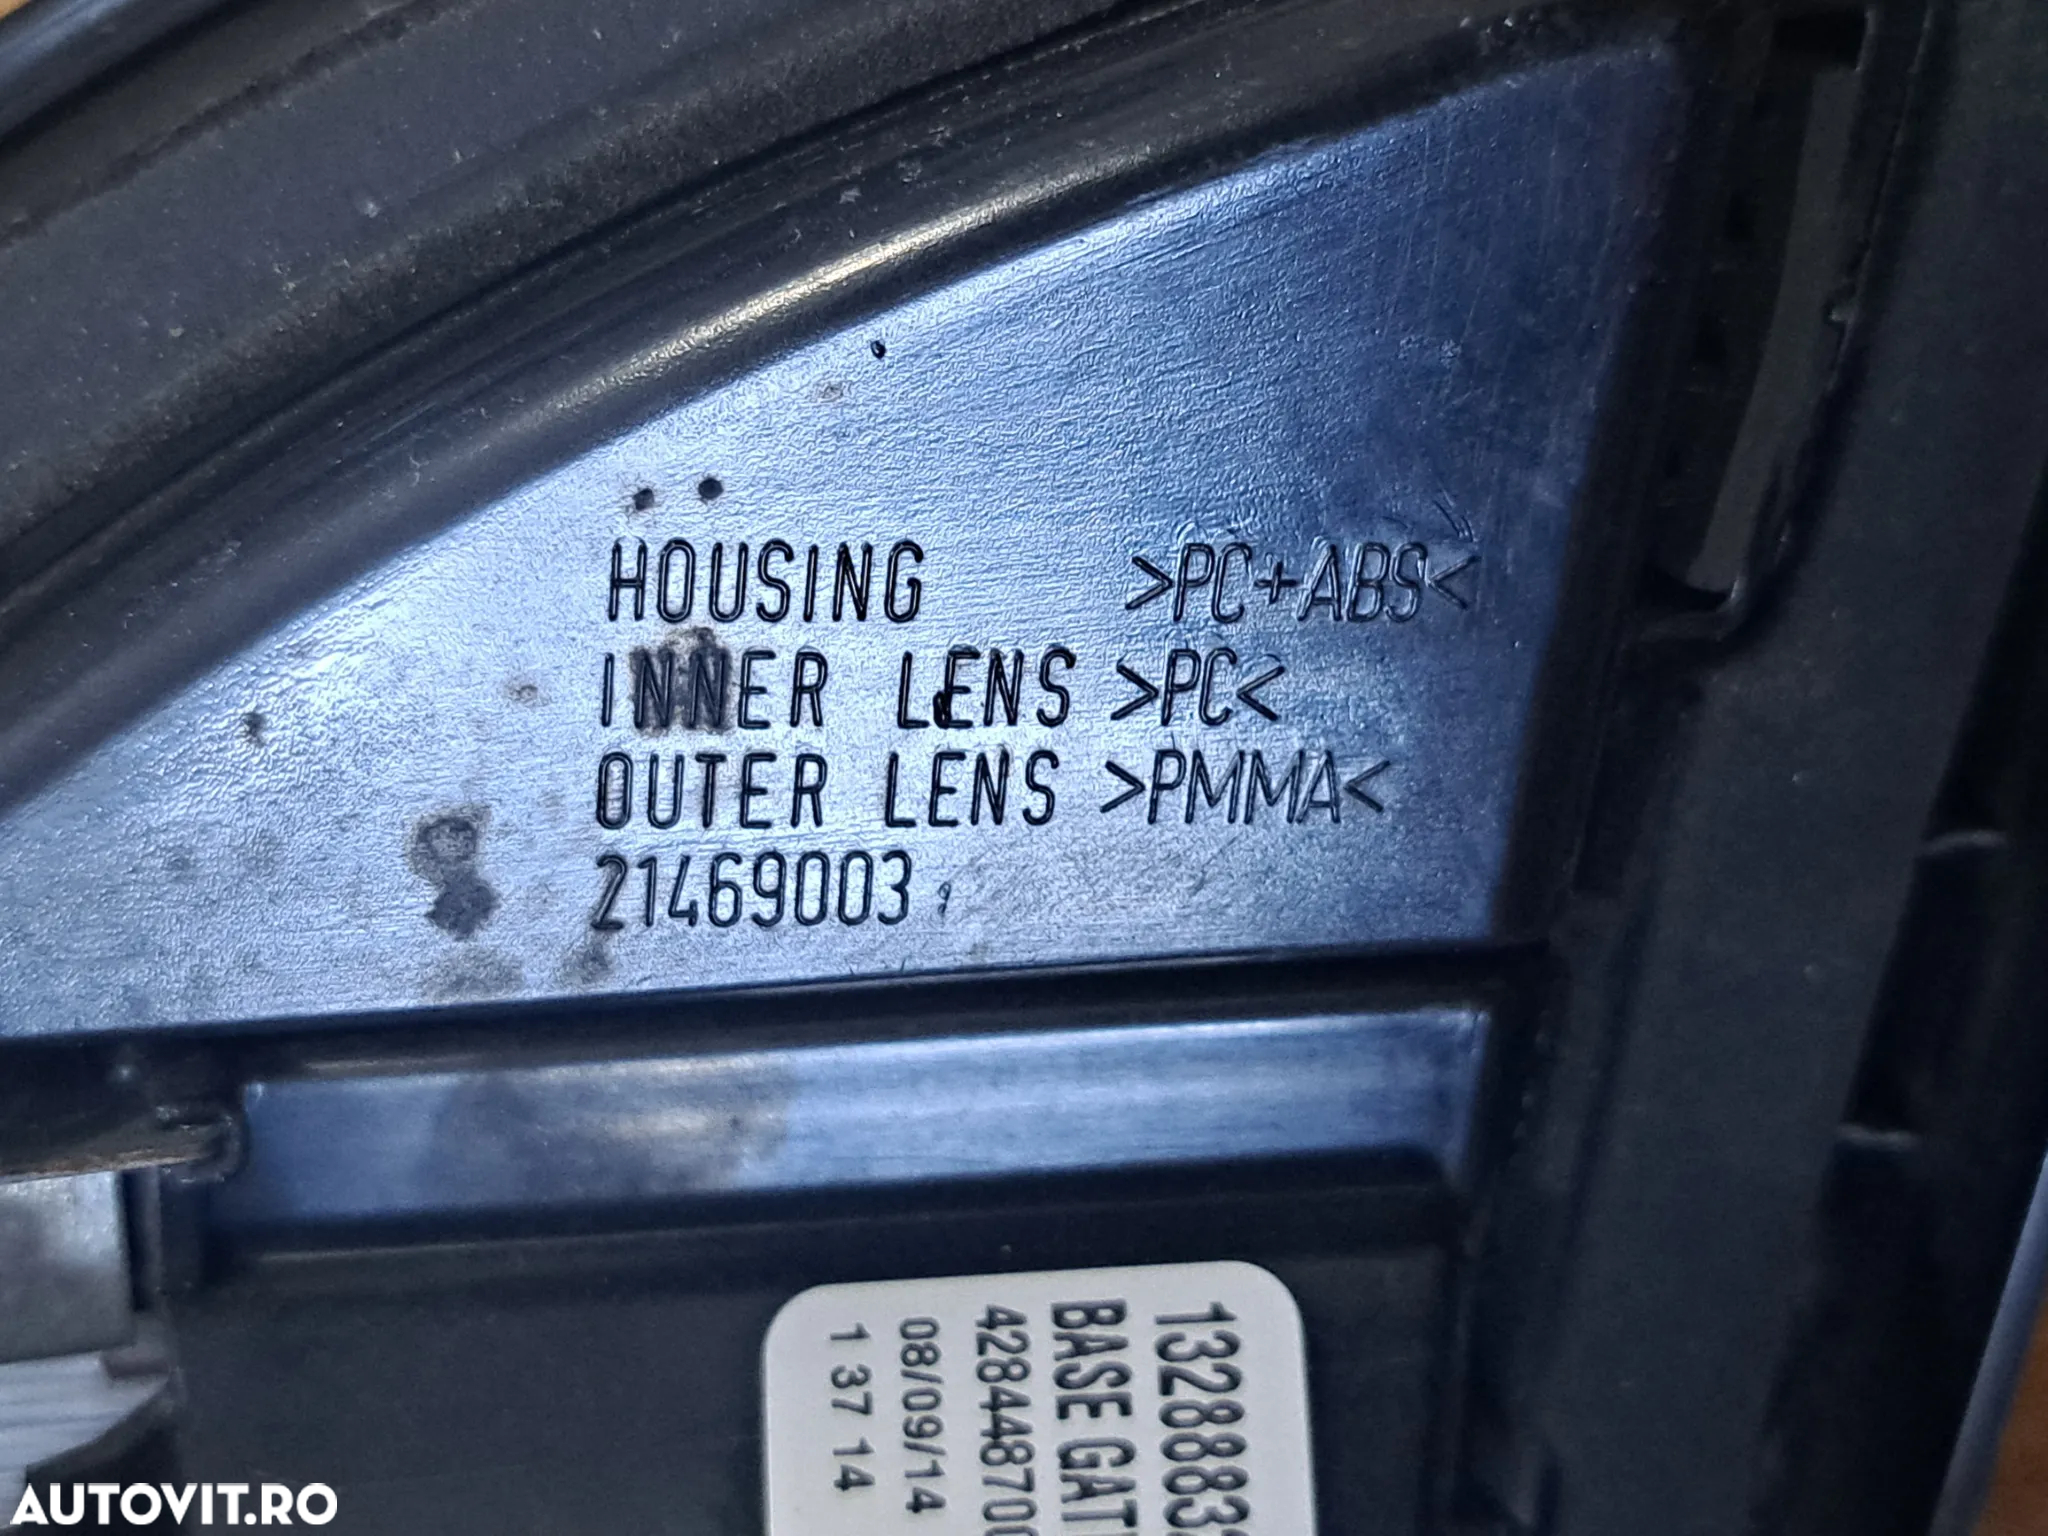 HOUSING >PC+ABS<
INNER LENS >PC<
OUTER LENS >PMMA<
21469003
BASE
08/09/14
1 37 14
AUTOVIT.RO